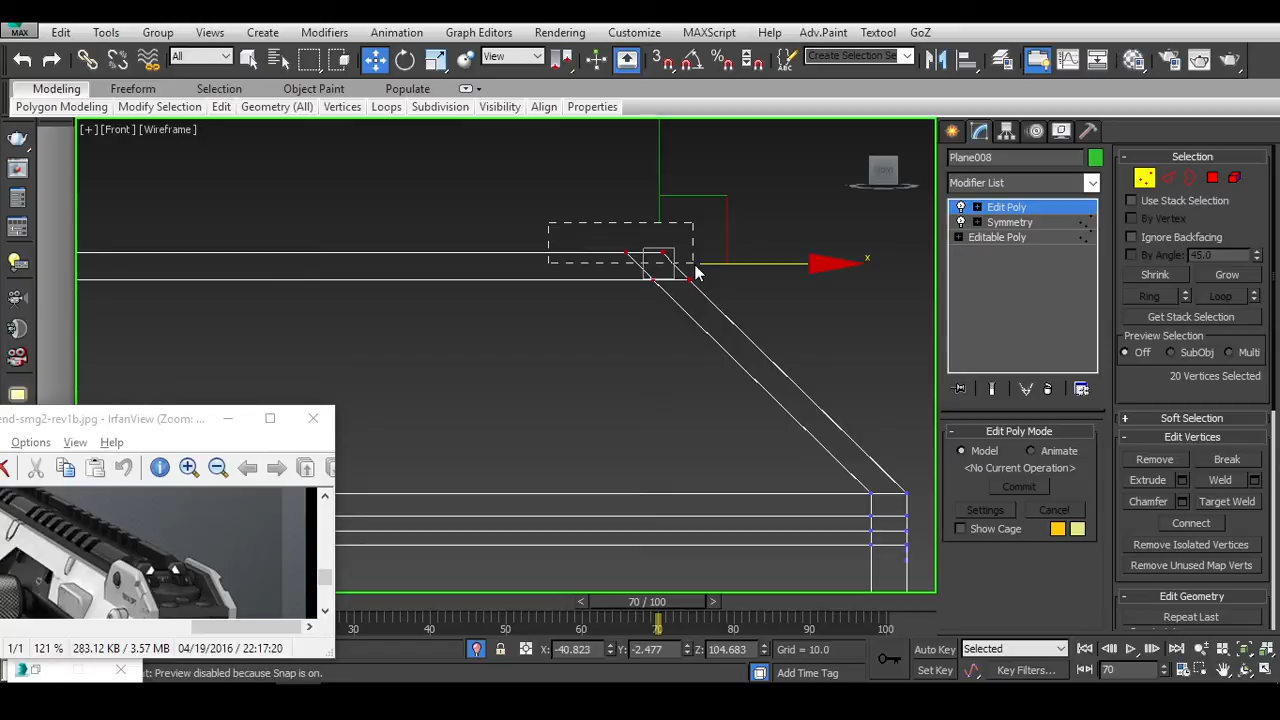 MAX Edit Tools Group Views Create Modifiers Animation Graph Editors Rendering Customize MAXScript Help Adv.Paint Textool GoZ
All View Create Selection Se
Modeling Freeform Selection Object Paint Populate
Polygon Modeling Modify Selection Edit Geometry (All) Vertices Loops Subdivision Visibility Align Properties
[+] [Front] [Wireframe]
x
Plane008
Modifier List
Edit Poly
Symmetry
Editable Poly
Edit Poly Mode
Model Animate
<No Current Operation>
Commit
Settings Cancel
Show Cage
Selection
Use Stack Selection
By Vertex
Ignore Backfacing
By Angle: 45.0
Shrink Grow
Ring Loop
Get Stack Selection
Preview Selection
Off SubObj Multi
20 Vertices Selected
Soft Selection
Edit Vertices
Remove Break
Extrude Weld
Chamfer Target Weld
Connect
Remove Isolated Vertices
Remove Unused Map Verts
Edit Geometry
Repeat Last
end-smg2-rev1b.jpg - IrfanView (Zoom: ...
Options View Help
1/1 121 % 283.12 KB / 3.57 MB 04/19/2016 / 22:17:20
< 70 / 100 >
30 40 50 60 70 80 90 100
X: -40.823 Y: -2.477 Z: 104.683 Grid = 10.0
Auto Key Selected
t: Preview disabled because Snap is on. Add Time Tag
Set Key Key Filters... 70